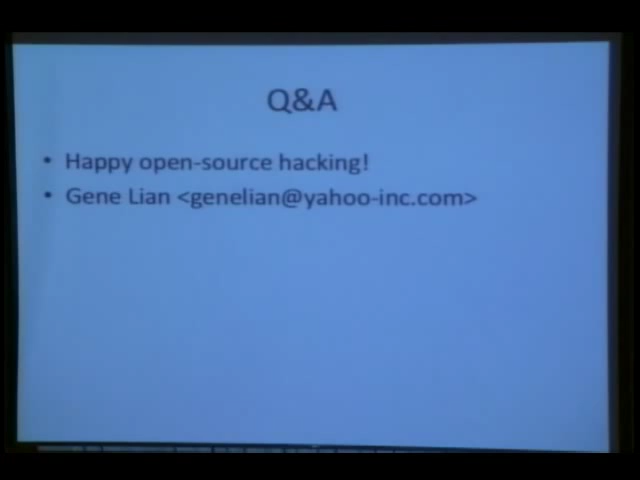 Q&A
• Happy open-source hacking!
• Gene Lian <genelian@yahoo-inc.com>